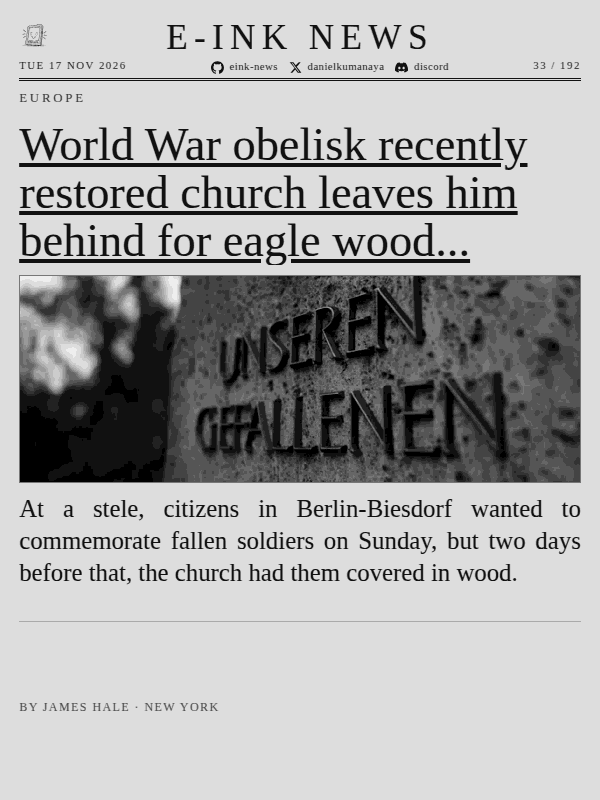 E-INK NEWS
TUE 17 NOV 2026
eink-news danielkumanaya discord
33 / 192
EUROPE
World War obelisk recently
restored church leaves him
behind for eagle wood...
UNSEREN
GEFALLENEN
At a stele, citizens in Berlin-Biesdorf wanted to
commemorate fallen soldiers on Sunday, but two days
before that, the church had them covered in wood.
BY JAMES HALE · NEW YORK